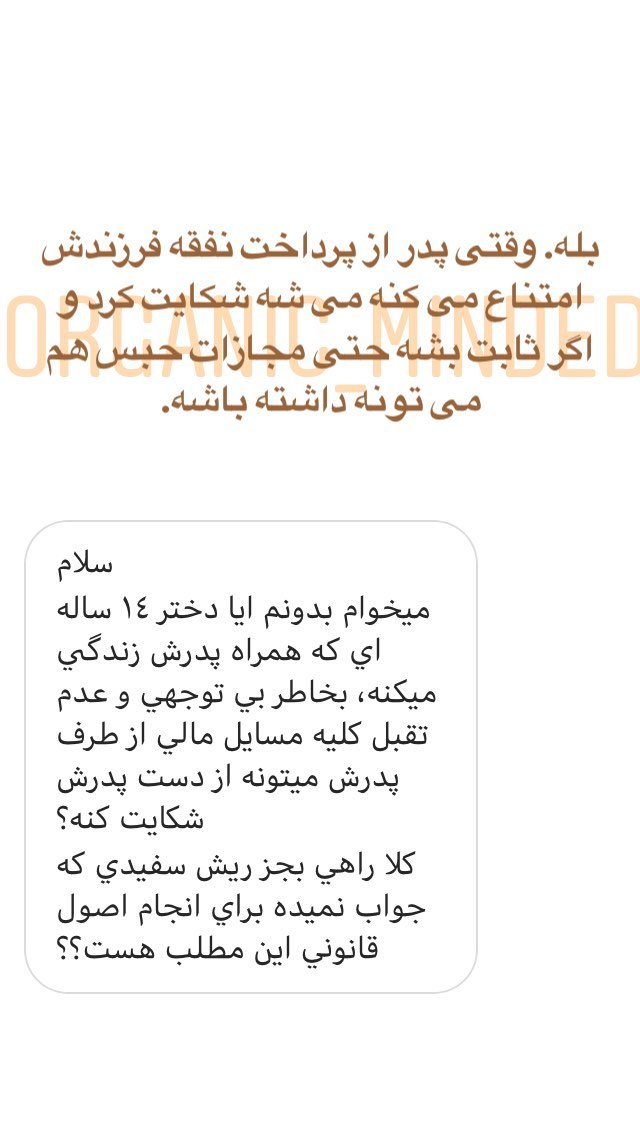 بله. وقتی پدر از پرداخت نفقه فرزندش
امتناع می کنه می شه شکایت کرد و
ORGANIC_MINDED
اگر ثابت بشه حتی مجازات حبس هم
می تونه داشته باشه.
سلام
ميخوام بدونم ايا دختر ١٤ ساله
اي كه همراه پدرش زندگي
ميكنه، بخاطر بي توجهي و عدم
تقبل كليه مسايل مالي از طرف
پدرش ميتونه از دست پدرش
شكايت كنه؟
كلا راهي بجز ريش سفيدي كه
جواب نميده براي انجام اصول
قانوني اين مطلب هست؟؟